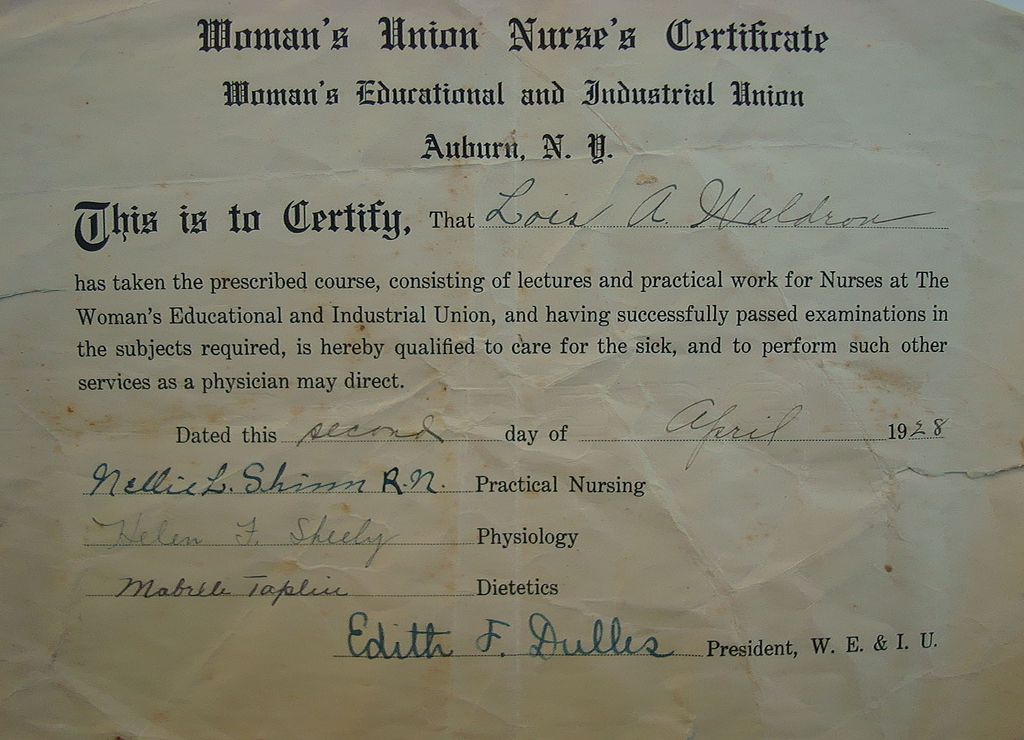 Woman's Union Nurse's Certificate
Woman's Educational and Industrial Union
Auburn, N. Y.
This is to Certify, That Lois A. Waldron
has taken the prescribed course, consisting of lectures and practical work for Nurses at The
Woman's Educational and Industrial Union, and having successfully passed examinations in
the subjects required, is hereby qualified to care for the sick, and to perform such other
services as a physician may direct.
Dated this second day of April 1928
Nellie L. Shinn R.N. Practical Nursing
Helen F. Sheely Physiology
Taplin Dietetics
Edith F. Dulles President, W. E. & I. U.